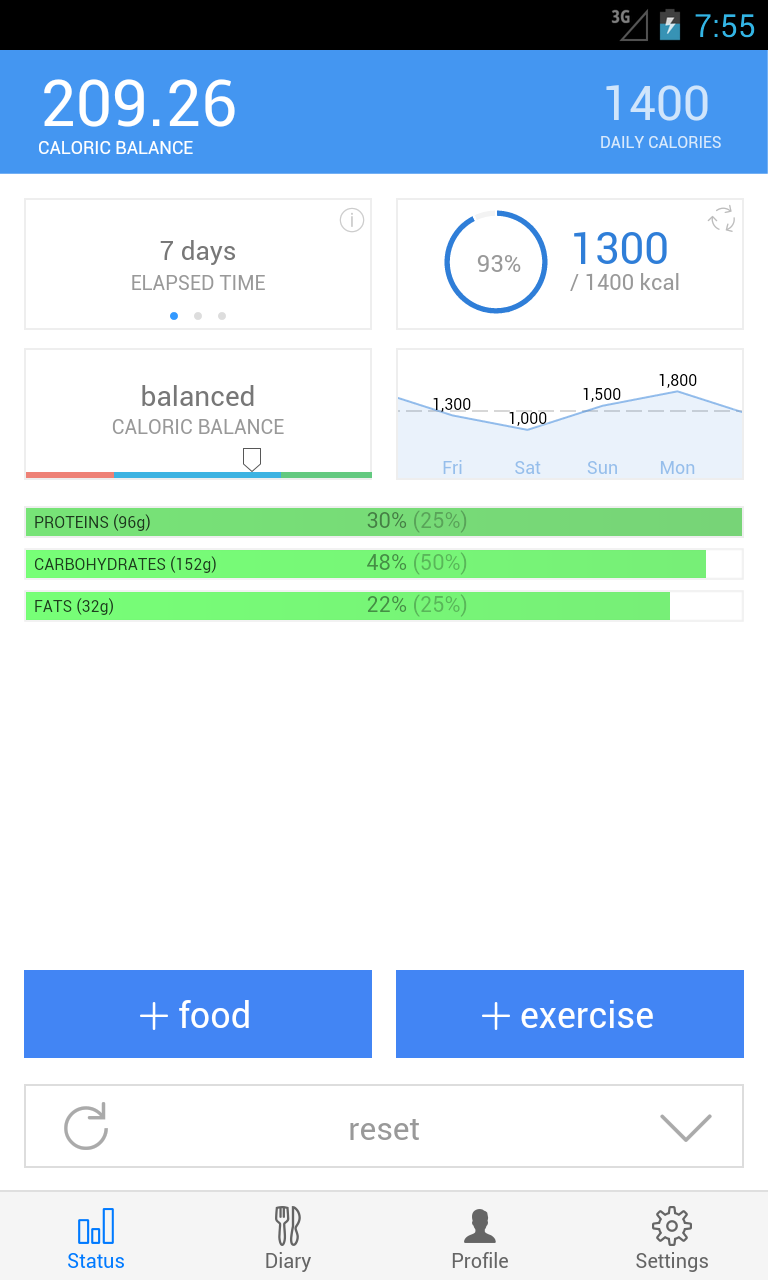 3G 7:55
209.26
CALORIC BALANCE
1400
DAILY CALORIES
7 days
ELAPSED TIME
93%
1300
/ 1400 kcal
balanced
CALORIC BALANCE
1,300 1,000 1,500 1,800
Fri Sat Sun Mon
PROTEINS (96g) 30% (25%)
CARBOHYDRATES (152g) 48% (50%)
FATS (32g) 22% (25%)
+ food
+ exercise
reset
Status Diary Profile Settings